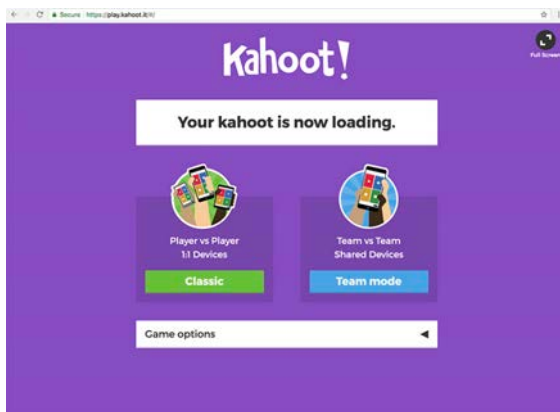 Secure https://play.kahoot.it/#/
Kahoot!
Full Screen
Your kahoot is now loading.
Player vs Player
1:1 Devices
Classic
Team vs Team
Shared Devices
Team mode
Game options